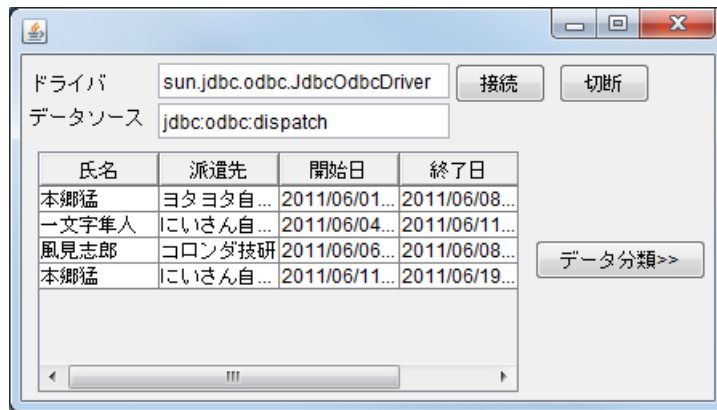 ドライバ sun.jdbc.odbc.JdbcOdbcDriver 接続 切断
データソース jdbc:odbc:dispatch
氏名 派遣先 開始日 終了日
本郷猛 ヨタヨタ自... 2011/06/01... 2011/06/08...
一文字隼人 にいさん自... 2011/06/04... 2011/06/11...
風見志郎 コロンダ技研 2011/06/06... 2011/06/08...
本郷猛 にいさん自... 2011/06/11... 2011/06/19...
データ分類>>